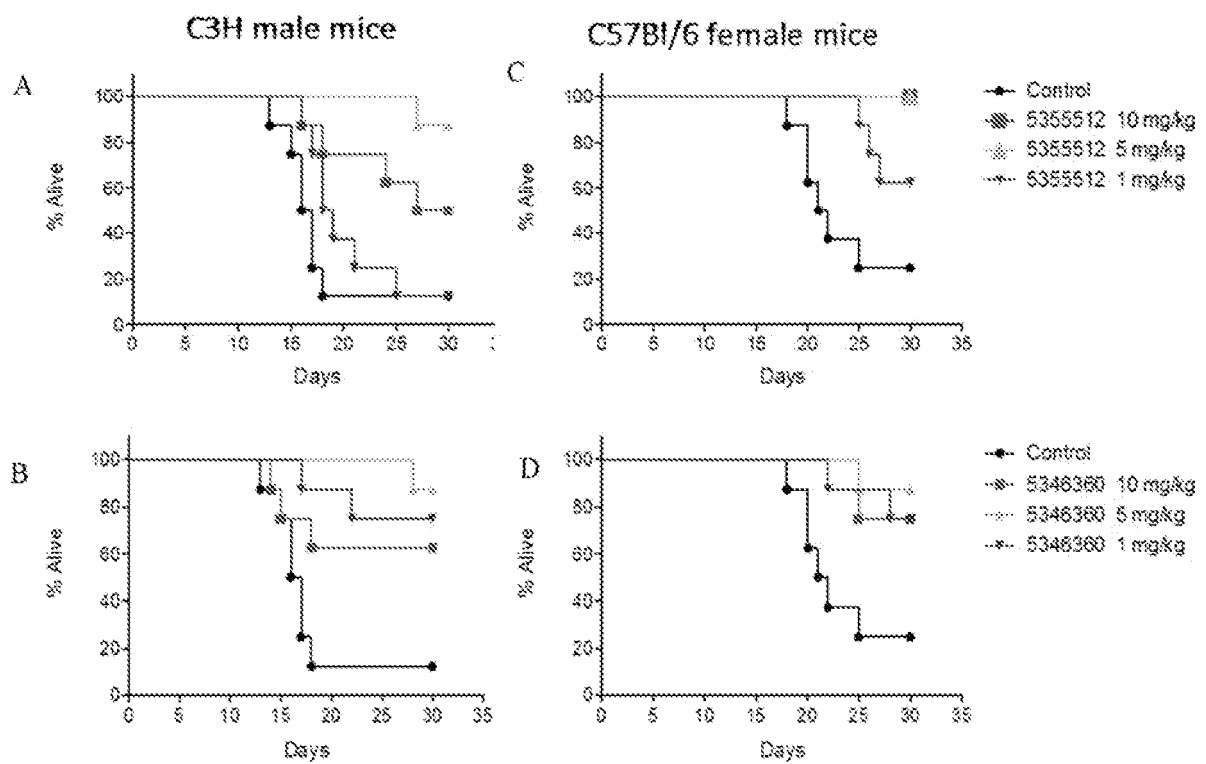 C3H male mice
C57Bl/6 female mice
A
% Alive
100
80
60
40
20
0
0 5 10 15 20 25 30
Days
C
% Alive
100
80
60
40
20
0
0 5 10 15 20 25 30 35
Days
Control
5355512 10 mg/kg
5355512 5 mg/kg
5355512 1 mg/kg
B
% Alive
100
80
60
40
20
0
0 5 10 15 20 25 30 35
Days
D
% Alive
100
80
60
40
20
0
0 5 10 15 20 25 30 35
Days
Control
5346360 10 mg/kg
5346360 5 mg/kg
5346360 1 mg/kg